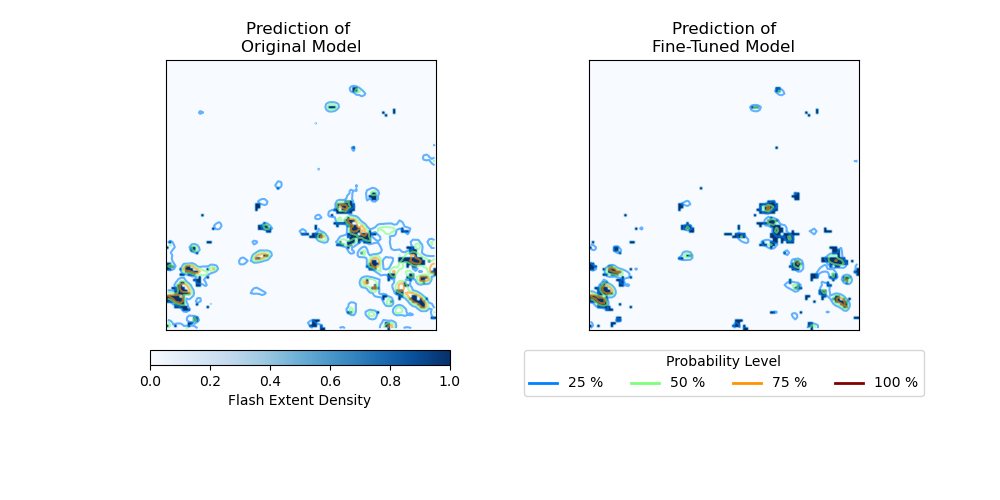 Prediction of
Original Model
Prediction of
Fine-Tuned Model
0.0 0.2 0.4 0.6 0.8 1.0
Flash Extent Density
Probability Level
25 % 50 % 75 % 100 %